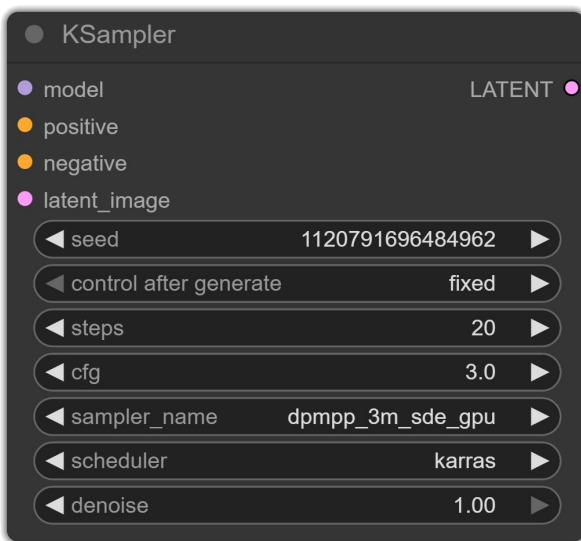 KSampler
model LATENT
positive
negative
latent_image
seed 1120791696484962
control after generate fixed
steps 20
cfg 3.0
sampler_name dpmpp_3m_sde_gpu
scheduler karras
denoise 1.00